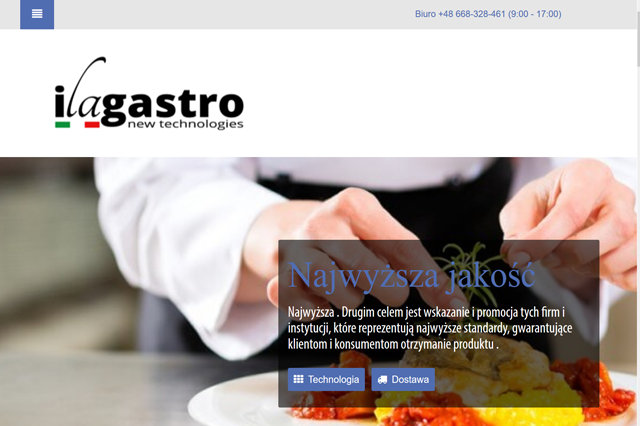 Biuro +48 668-328-461 (9:00 - 17:00)
ilagastro
new technologies
Najwyższa jakość
Najwyższa . Drugim celem jest wskazanie i promocja tych firm i
instytucji, które reprezentują najwyższe standardy, gwarantujące
klientom i konsumentom otrzymanie produktu .
Technologia Dostawa